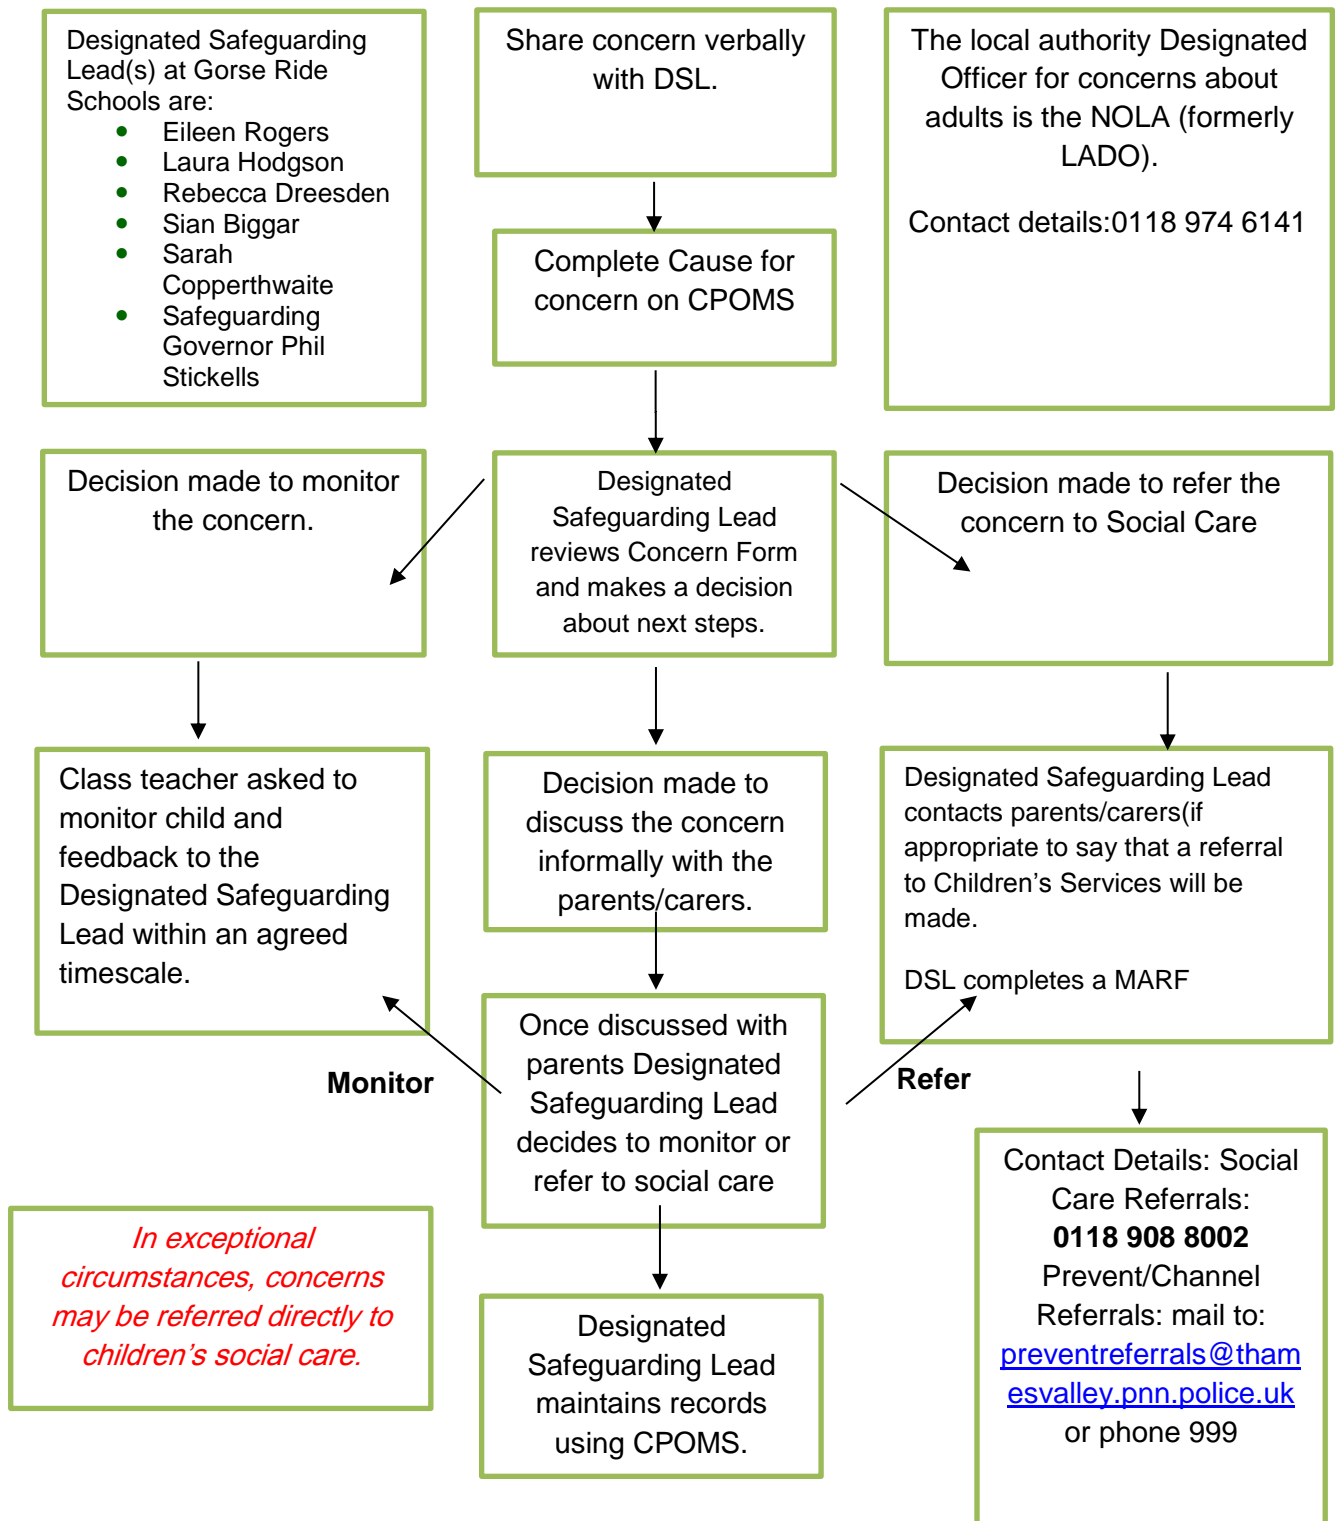 Designated Safeguarding
Lead(s) at Gorse Ride
Schools are:
• Eileen Rogers
• Laura Hodgson
• Rebecca Dreesden
• Sian Biggar
• Sarah
Copperthwaite
• Safeguarding
Governor Phil
Stickells
Share concern verbally
with DSL.
The local authority Designated
Officer for concerns about
adults is the NOLA (formerly
LADO).
Contact details:0118 974 6141
Complete Cause for
concern on CPOMS
Decision made to monitor
the concern.
Designated
Safeguarding Lead
reviews Concern Form
and makes a decision
about next steps.
Decision made to refer the
concern to Social Care
Class teacher asked to
monitor child and
feedback to the
Designated Safeguarding
Lead within an agreed
timescale.
Decision made to
discuss the concern
informally with the
parents/carers.
Designated Safeguarding Lead
contacts parents/carers(if
appropriate to say that a referral
to Children’s Services will be
made.
DSL completes a MARF
Monitor
Once discussed with
parents Designated
Safeguarding Lead
decides to monitor or
refer to social care
Refer
In exceptional
circumstances, concerns
may be referred directly to
children’s social care.
Designated
Safeguarding Lead
maintains records
using CPOMS.
Contact Details: Social
Care Referrals:
0118 908 8002
Prevent/Channel
Referrals: mail to:
preventreferrals@tham
esvalley.pnn.police.uk
or phone 999